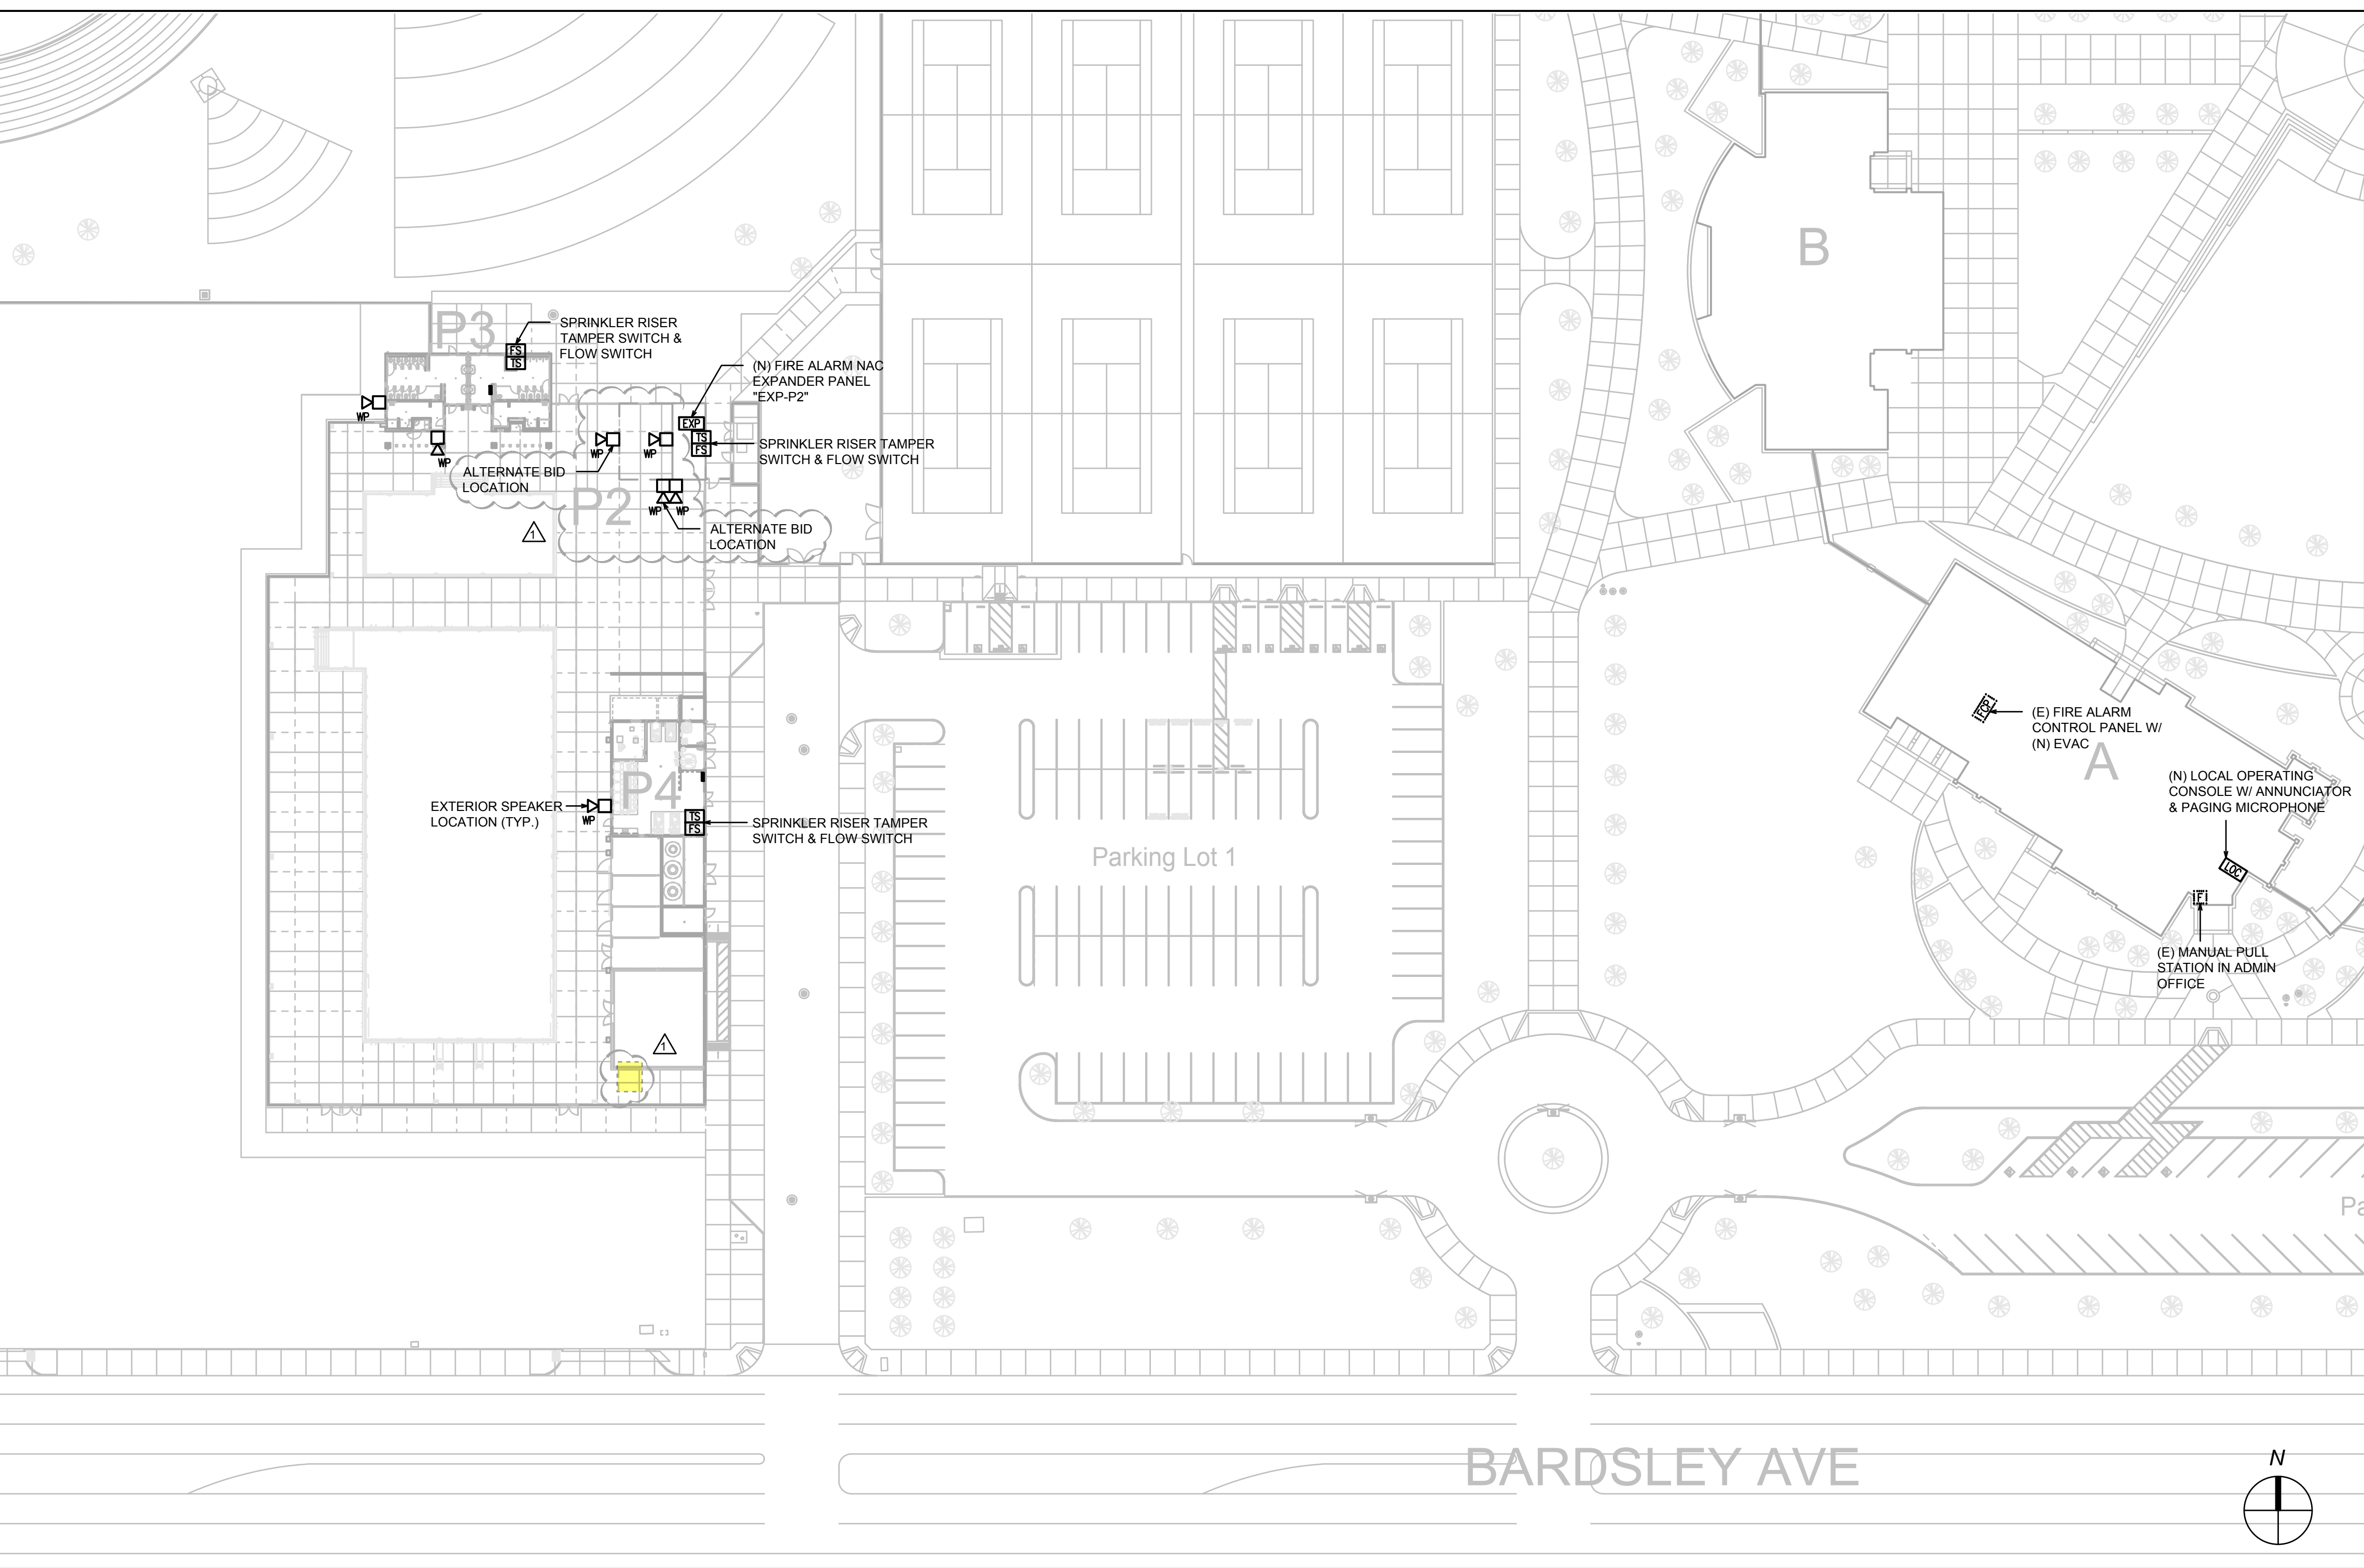 B
P3
SPRINKLER RISER
TAMPER SWITCH &
FLOW SWITCH
FS
TS
(N) FIRE ALARM NAC
EXPANDER PANEL
"EXP-P2"
WP
EXP
TS
FS
SPRINKLER RISER TAMPER
SWITCH & FLOW SWITCH
WP
WP
WP
ALTERNATE BID
LOCATION
P2
WP
WP
ALTERNATE BID
LOCATION
1
FCP
(E) FIRE ALARM
CONTROL PANEL W/
(N) EVAC
A
(N) LOCAL OPERATING
CONSOLE W/ ANNUNCIATOR
& PAGING MICROPHONE
P4
EXTERIOR SPEAKER
LOCATION (TYP.)
WP
TS
FS
SPRINKLER RISER TAMPER
SWITCH & FLOW SWITCH
Parking Lot 1
LOC
F
(E) MANUAL PULL
STATION IN ADMIN
OFFICE
1
Pa
BARDSLEY AVE
N